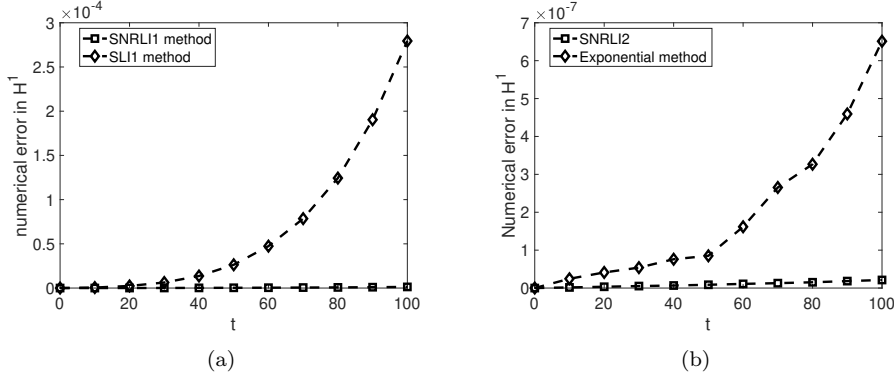 3 ×10⁻⁴
SNRLI1 method
SLI1 method
2.5
2
1.5
1
0.5
0
numerical error in H¹
0 20 40 60 80 100
t
(a)
7 ×10⁻⁷
SNRLI2
Exponential method
6
5
4
3
2
1
0
Numerical error in H¹
0 20 40 60 80 100
t
(b)